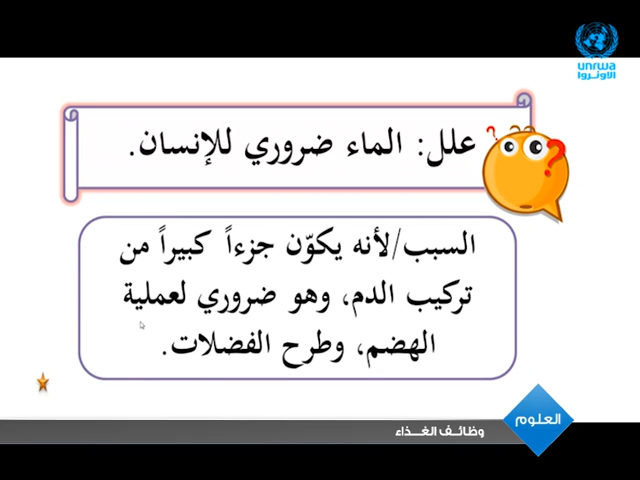 unrwa
الأونروا
علل: الماء ضروري للإنسان.
السبب/لأنه يكوّن جزءاً كبيراً من
تركيب الدم، وهو ضروري لعملية
الهضم، وطرح الفضلات.
العلوم
وظائف الغذاء